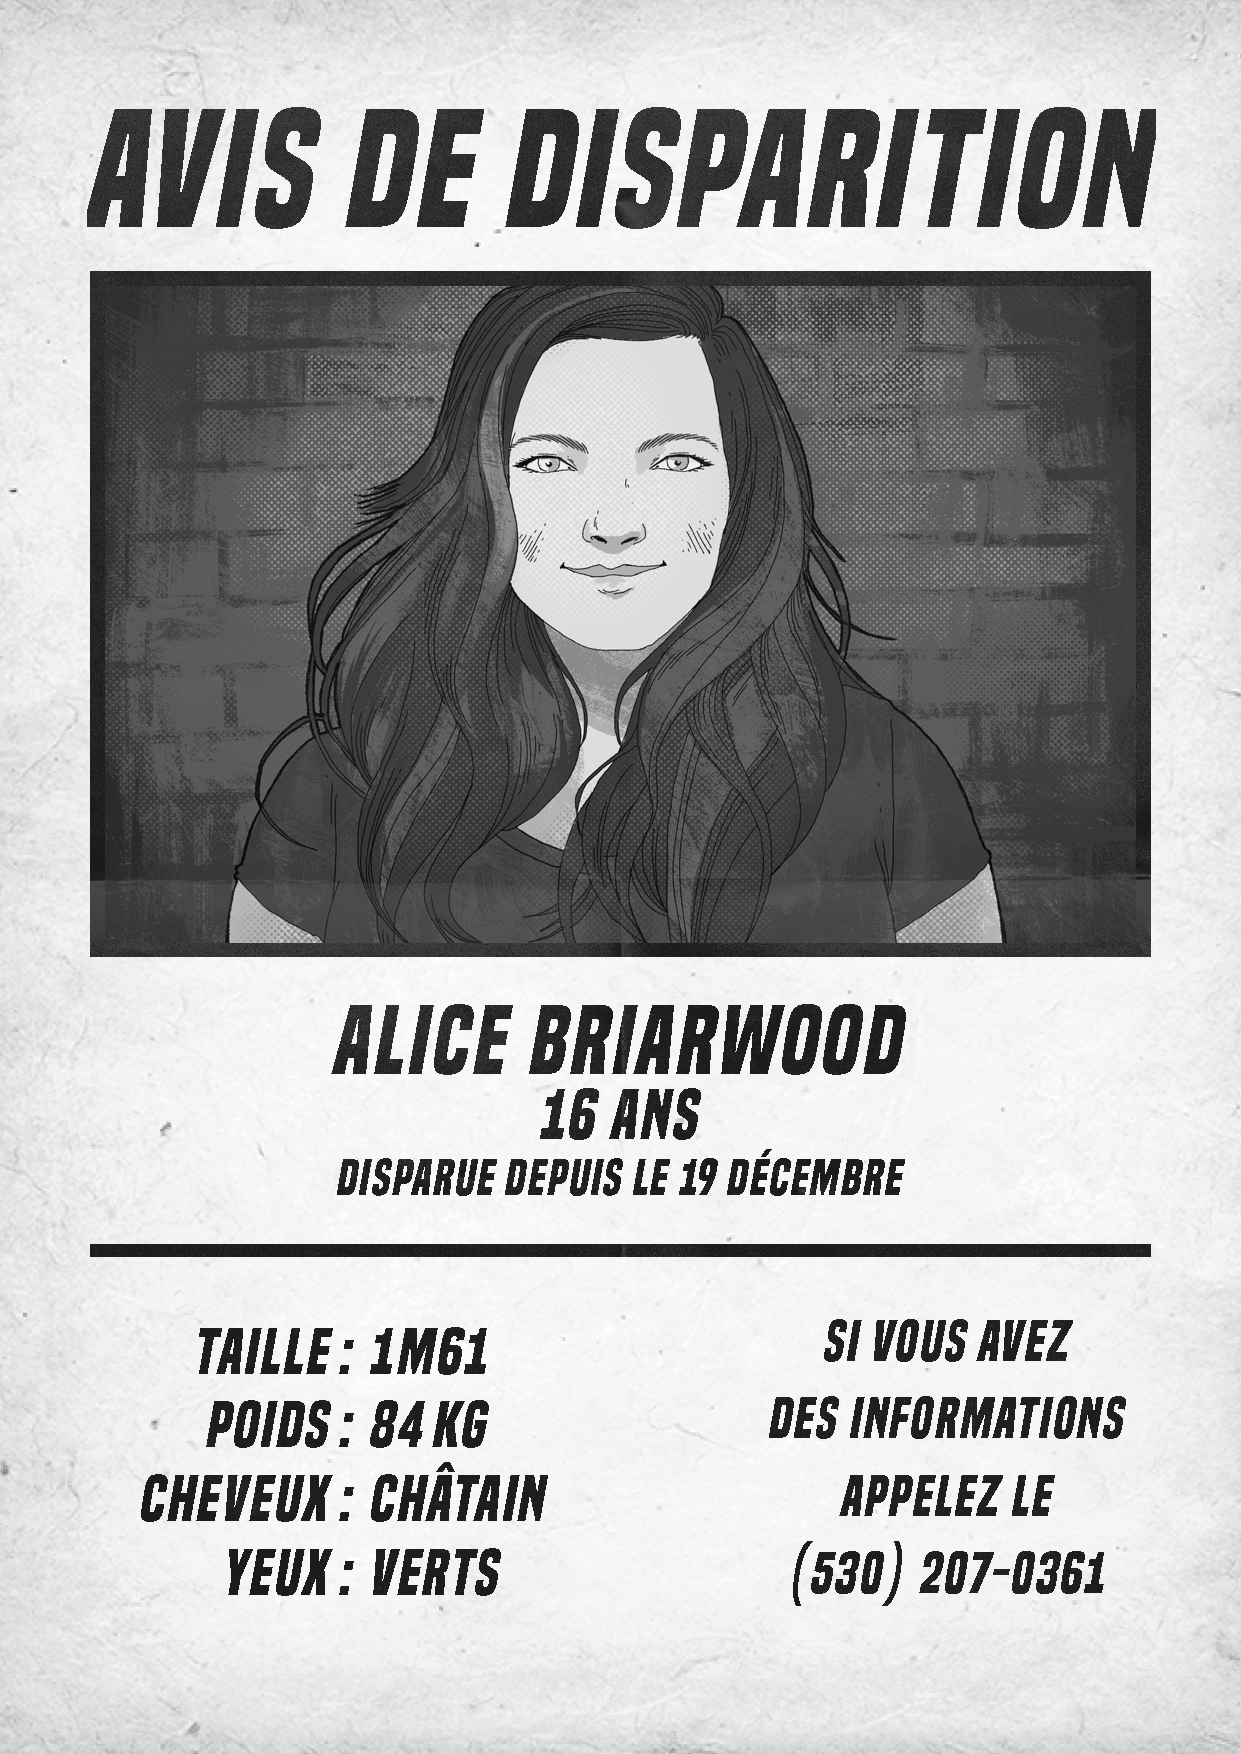 AVIS DE DISPARITION
ALICE BRIARWOOD
16 ANS
DISPARUE DEPUIS LE 19 DÉCEMBRE
TAILLE : 1M61
POIDS : 84 KG
CHEVEUX : CHÂTAIN
YEUX : VERTS
SI VOUS AVEZ
DES INFORMATIONS
APPELEZ LE
(530) 207-0361